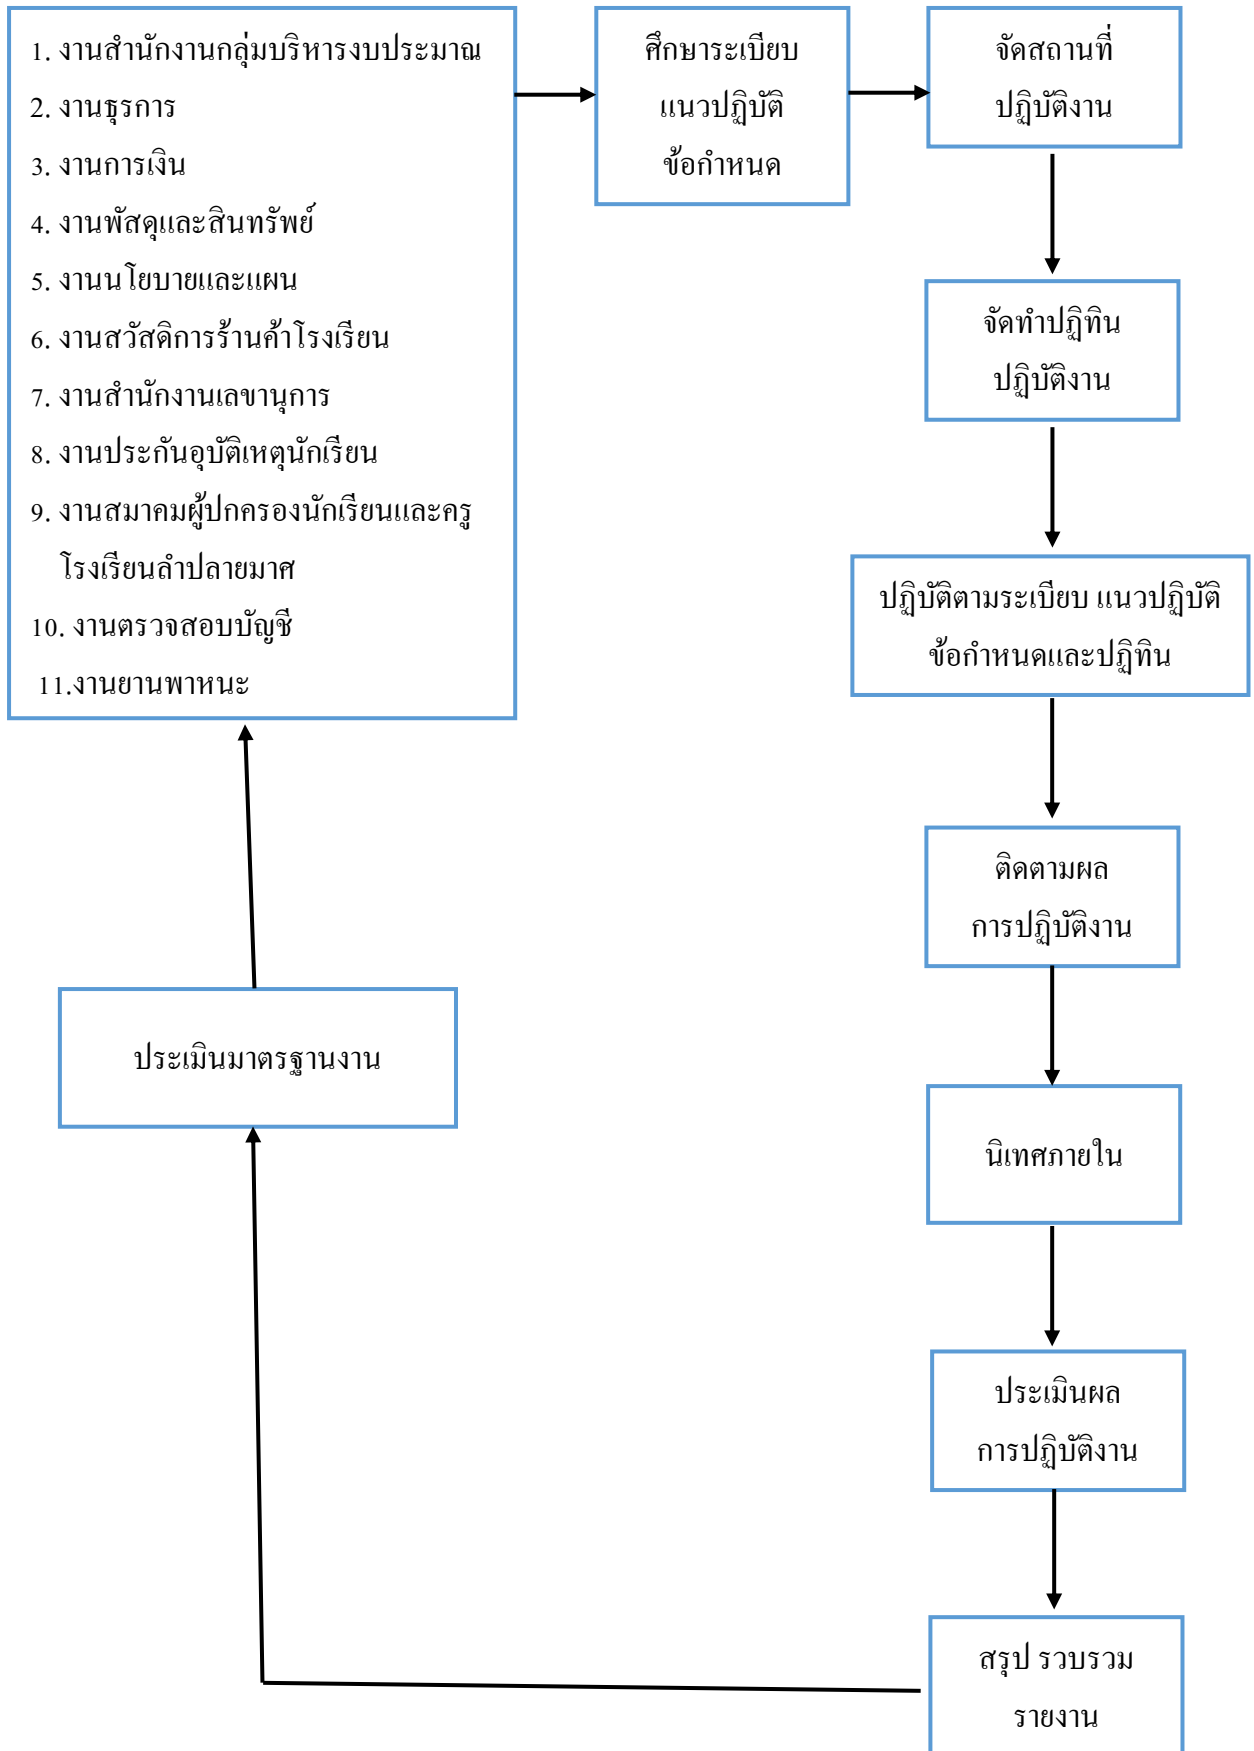 1. งานสำนักงานกลุ่มบริหารงบประมาณ
2. งานธุรการ
3. งานการเงิน
4. งานพัสดุและสินทรัพย์
5. งานนโยบายและแผน
6. งานสวัสดิการร้านค้าโรงเรียน
7. งานสำนักงานเลขานุการ
8. งานประกันอุบัติเหตุนักเรียน
9. งานสมาคมผู้ปกครองนักเรียนและครู
โรงเรียนลำปลายมาศ
10. งานตรวจสอบบัญชี
11.งานยานพาหนะ
ศึกษาระเบียบ
แนวปฏิบัติ
ข้อกำหนด
จัดสถานที่
ปฏิบัติงาน
จัดทำปฏิทิน
ปฏิบัติงาน
ปฏิบัติตามระเบียบ แนวปฏิบัติ
ข้อกำหนดและปฏิทิน
ติดตามผล
การปฏิบัติงาน
นิเทศภายใน
ประเมินผล
การปฏิบัติงาน
สรุป รวบรวม
รายงาน
ประเมินมาตรฐานงาน